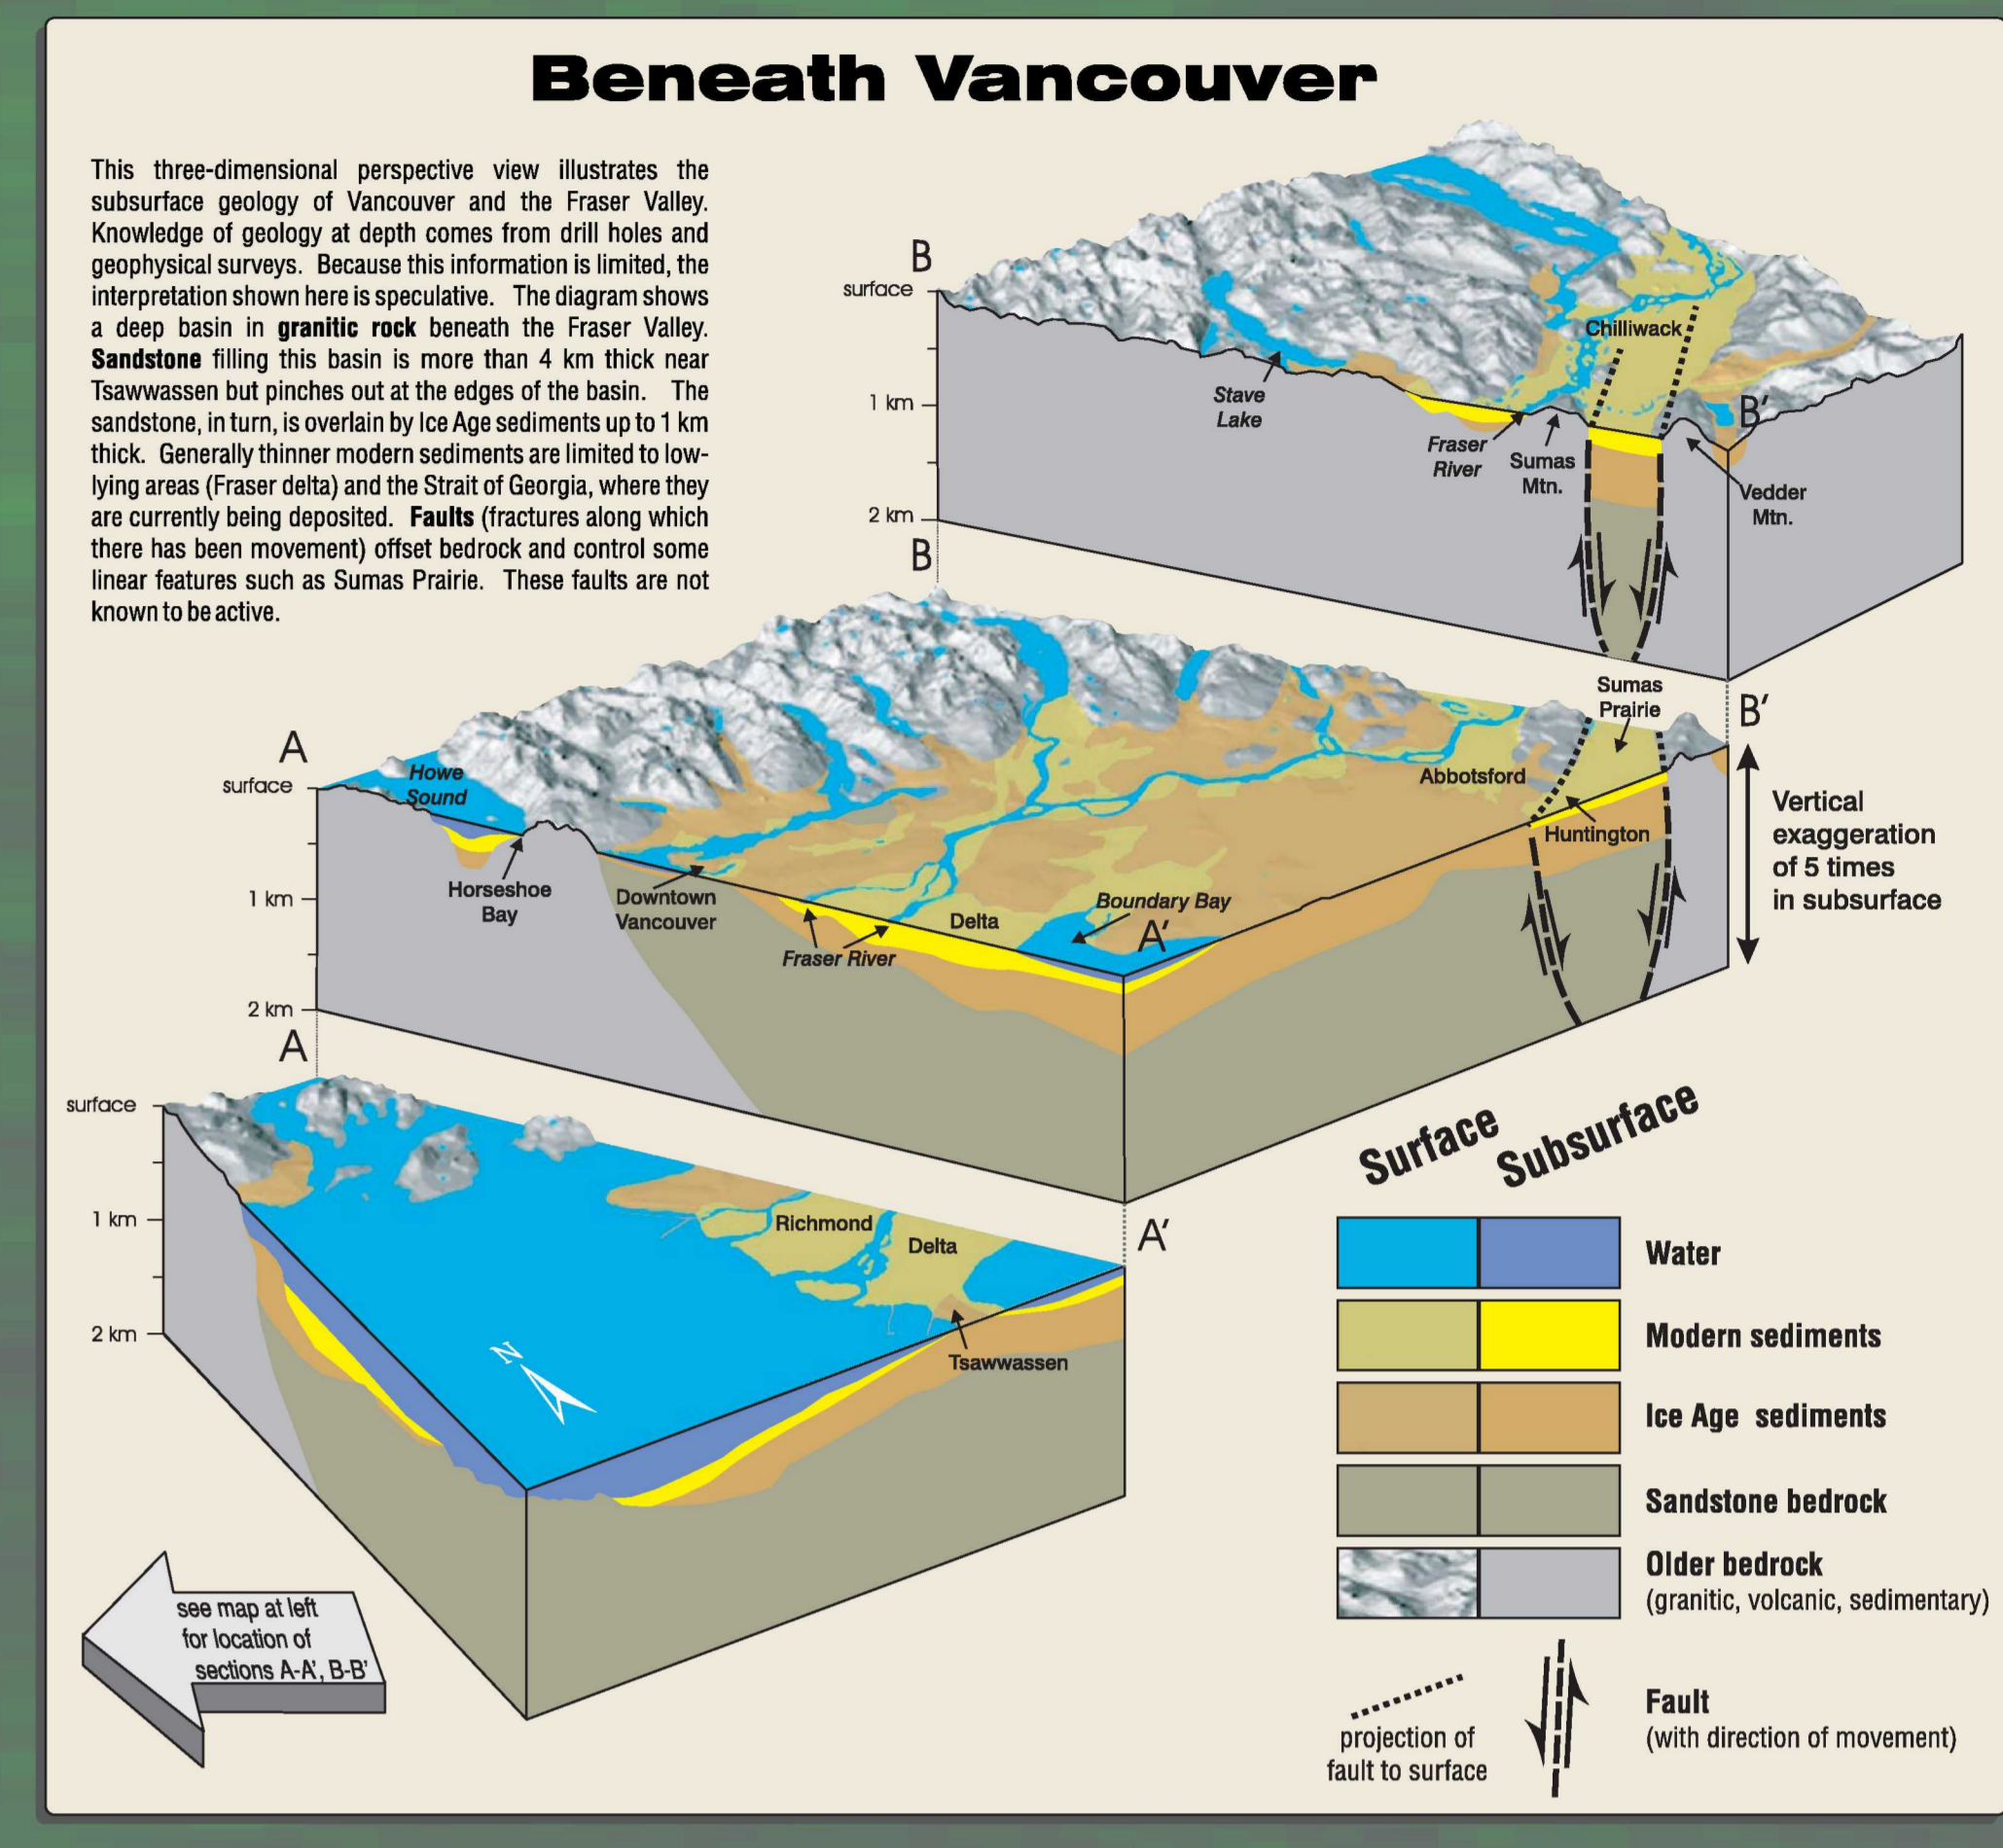 Beneath Vancouver
This three-dimensional perspective view illustrates the
subsurface geology of Vancouver and the Fraser Valley.
Knowledge of geology at depth comes from drill holes and
geophysical surveys. Because this information is limited, the
interpretation shown here is speculative. The diagram shows
a deep basin in granitic rock beneath the Fraser Valley.
Sandstone filling this basin is more than 4 km thick near
Tsawwassen but pinches out at the edges of the basin. The
sandstone, in turn, is overlain by Ice Age sediments up to 1 km
thick. Generally thinner modern sediments are limited to low-
lying areas (Fraser delta) and the Strait of Georgia, where they
are currently being deposited. Faults (fractures along which
there has been movement) offset bedrock and control some
linear features such as Sumas Prairie. These faults are not
known to be active.
B
surface
1 km
2 km
B
Stave
Lake
Fraser
River
Sumas
Mtn.
Chilliwack
B'
Vedder
Mtn.
A
surface
1 km
2 km
A
Howe
Sound
Horseshoe
Bay
Downtown
Vancouver
Fraser River
Delta
Boundary Bay
A'
Abbotsford
Huntington
Sumas
Prairie
B'
Vertical
exaggeration
of 5 times
in subsurface
surface
1 km
2 km
Richmond
Delta
Tsawwassen
A'
N
see map at left
for location of
sections A-A', B-B'
Surface
Subsurface
Water
Modern sediments
Ice Age sediments
Sandstone bedrock
Older bedrock
(granitic, volcanic, sedimentary)
projection of
fault to surface
Fault
(with direction of movement)